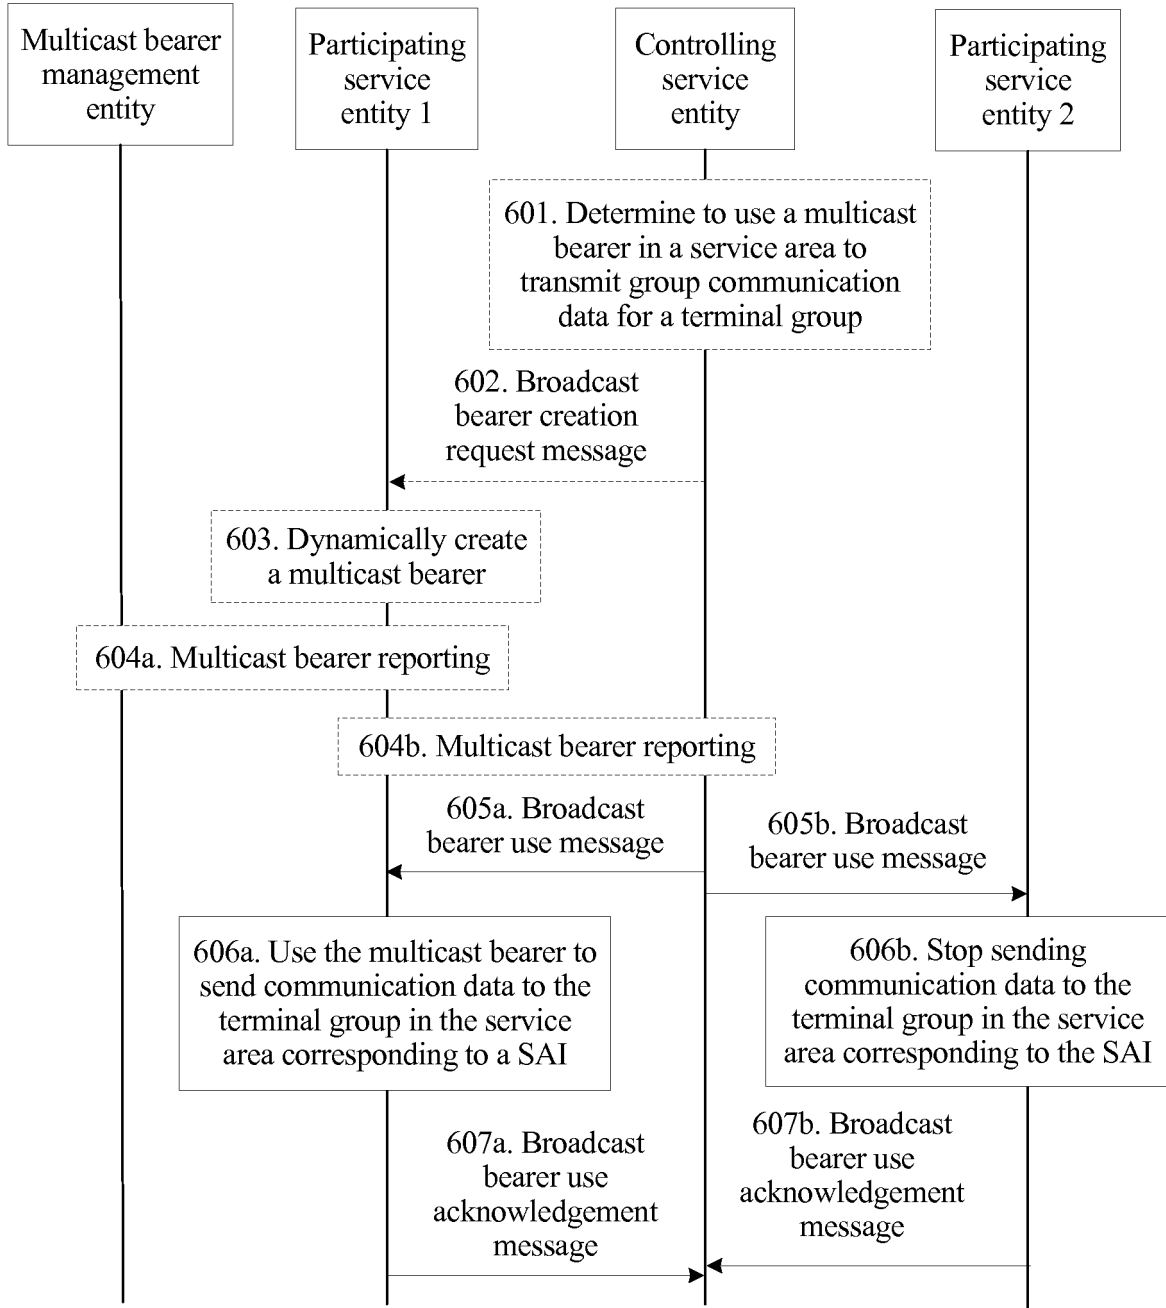 Multicast bearer
management
entity
Participating
service
entity 1
Controlling
service
entity
Participating
service
entity 2
601. Determine to use a multicast
bearer in a service area to
transmit group communication
data for a terminal group
602. Broadcast
bearer creation
request message
603. Dynamically create
a multicast bearer
604a. Multicast bearer reporting
604b. Multicast bearer reporting
605a. Broadcast
bearer use message
605b. Broadcast
bearer use message
606a. Use the multicast bearer to
send communication data to the
terminal group in the service
area corresponding to a SAI
606b. Stop sending
communication data to the
terminal group in the service
area corresponding to the SAI
607a. Broadcast
bearer use
acknowledgement
message
607b. Broadcast
bearer use
acknowledgement
message